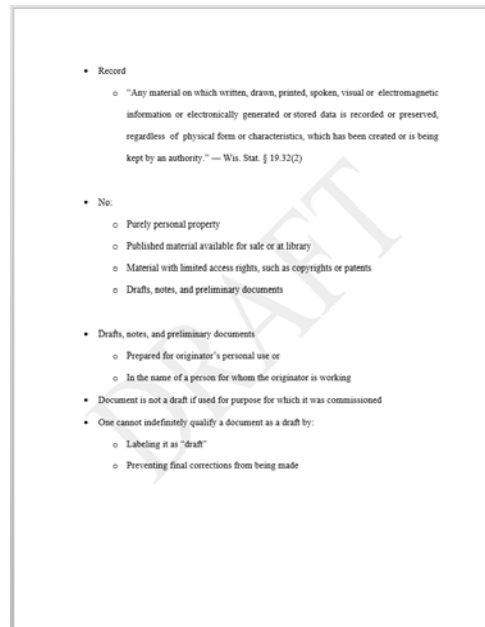 • Record
o "Any material on which written, drawn, printed, spoken, visual or electromagnetic
information or electronically generated or stored data is recorded or preserved,
regardless of physical form or characteristics, which has been created or is being
kept by an authority." — Wis. Stat. § 19.32(2)
• No:
o Purely personal property
o Published material available for sale or at library
o Material with limited access rights, such as copyrights or patents
o Drafts, notes, and preliminary documents
• Drafts, notes, and preliminary documents
o Prepared for originator's personal use or
o In the name of a person for whom the originator is working
• Document is not a draft if used for purpose for which it was commissioned
• One cannot indefinitely qualify a document as a draft by:
o Labeling it as "draft"
o Preventing final corrections from being made
DRAFT